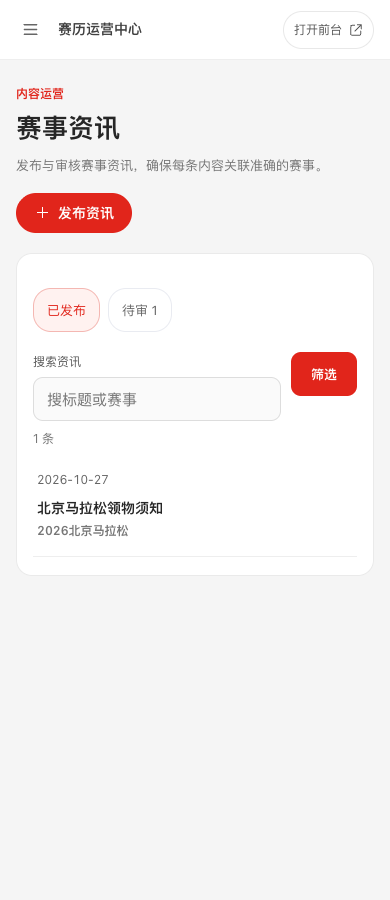 赛历运营中心
打开前台
内容运营
赛事资讯
发布与审核赛事资讯，确保每条内容关联准确的赛事。
发布资讯
已发布
待审 1
搜索资讯
搜标题或赛事
筛选
1 条
2026-10-27
北京马拉松领物须知
2026北京马拉松